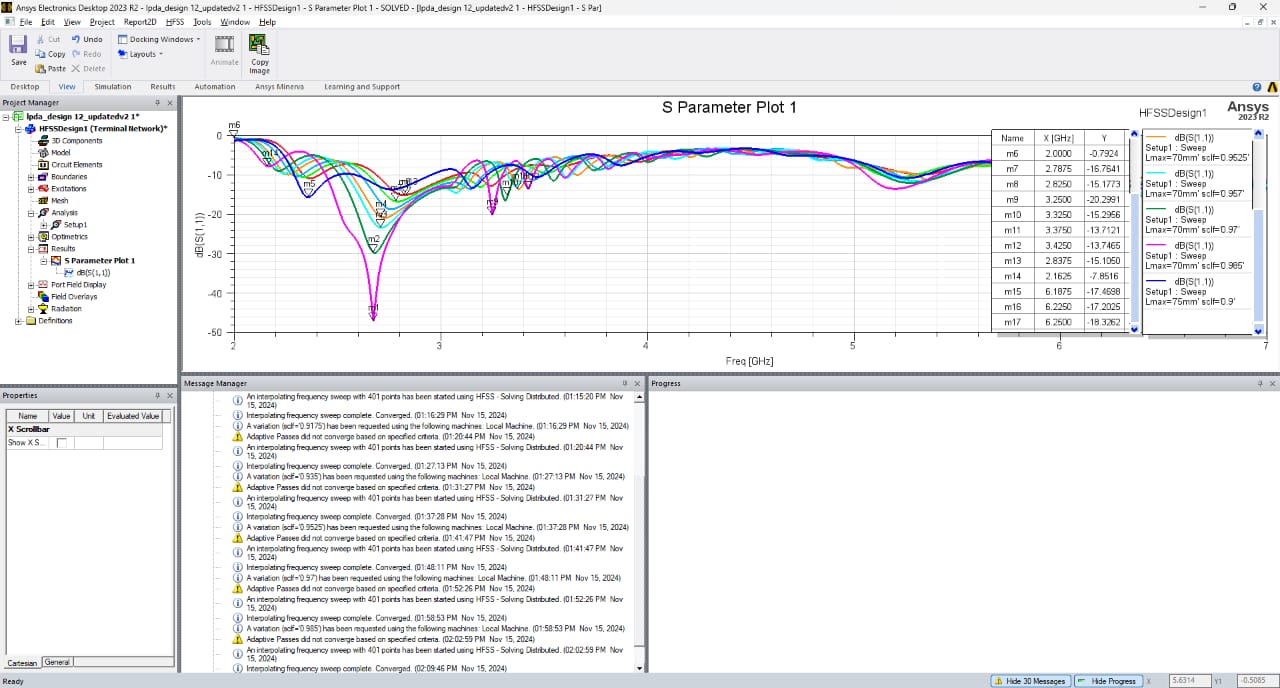 Ansys Electronics Desktop 2023 R2 - lpda_design 12_updatedv2 1 - HFSSDesign1 - S Parameter Plot 1 - SOLVED - [lpda_design 12_updatedv2 1 - HFSSDesign1 - S Par]
File Edit View Project Report2D HFSS Tools Window Help
Save
Cut
Copy
Paste
Undo
Redo
Delete
Docking Windows
Layouts
Animate
Copy
Image
Desktop View Simulation Results Automation Ansys Minerva Learning and Support
Project Manager
lpda_design 12_updatedv2 1*
HFSSDesign1 (Terminal Network)*
3D Components
Model
Circuit Elements
Boundaries
Excitations
Mesh
Analysis
Setup1
Optimetrics
Results
S Parameter Plot 1
dB(S(1,1))
Port Field Display
Field Overlays
Radiation
Definitions
S Parameter Plot 1
HFSSDesign1
Ansys
2023 R2
dB(S(1,1))
0
-10
-20
-30
-40
-50
m6
m5
m4
m2
2 3 4 5 6 7
Freq [GHz]
Name X [GHz] Y
m6 2.0000 -0.7924
m7 2.7875 -16.7641
m8 2.8250 -15.1773
m9 3.2500 -20.2991
m10 3.3250 -15.2956
m11 3.3750 -13.7121
m12 3.4250 -13.7465
m13 2.8375 -15.1050
m14 2.1625 -7.8516
m15 6.1875 -17.4698
m16 6.2250 -17.2025
m17 6.2500 -18.3262
dB(S(1,1))
Setup1 : Sweep
Lmax='70mm' sclf='0.9525'
dB(S(1,1))
Setup1 : Sweep
Lmax='70mm' sclf='0.957'
dB(S(1,1))
Setup1 : Sweep
Lmax='70mm' sclf='0.97'
dB(S(1,1))
Setup1 : Sweep
Lmax='70mm' sclf='0.985'
dB(S(1,1))
Setup1 : Sweep
Lmax='75mm' sclf='0.9'
Properties
Name Value Unit Evaluated Value
X Scrollbar
Show X S...
Cartesian General
Message Manager
An interpolating frequency sweep with 401 points has been started using HFSS - Solving Distributed. (01:15:20 PM Nov
15, 2024)
Interpolating frequency sweep complete. Converged. (01:16:29 PM Nov 15, 2024)
A variation (sclf='0.9175') has been requested using the following machines: Local Machine. (01:16:29 PM Nov 15, 2024)
Adaptive Passes did not converge based on specified criteria. (01:20:44 PM Nov 15, 2024)
An interpolating frequency sweep with 401 points has been started using HFSS - Solving Distributed. (01:20:44 PM Nov
15, 2024)
Interpolating frequency sweep complete. Converged. (01:27:13 PM Nov 15, 2024)
A variation (sclf='0.935') has been requested using the following machines: Local Machine. (01:27:13 PM Nov 15, 2024)
Adaptive Passes did not converge based on specified criteria. (01:31:27 PM Nov 15, 2024)
An interpolating frequency sweep with 401 points has been started using HFSS - Solving Distributed. (01:31:27 PM Nov
15, 2024)
Interpolating frequency sweep complete. Converged. (01:37:28 PM Nov 15, 2024)
A variation (sclf='0.9525') has been requested using the following machines: Local Machine. (01:37:28 PM Nov 15, 2024)
Adaptive Passes did not converge based on specified criteria. (01:41:47 PM Nov 15, 2024)
An interpolating frequency sweep with 401 points has been started using HFSS - Solving Distributed. (01:41:47 PM Nov
15, 2024)
Interpolating frequency sweep complete. Converged. (01:48:11 PM Nov 15, 2024)
A variation (sclf='0.97') has been requested using the following machines: Local Machine. (01:48:11 PM Nov 15, 2024)
Adaptive Passes did not converge based on specified criteria. (01:52:26 PM Nov 15, 2024)
An interpolating frequency sweep with 401 points has been started using HFSS - Solving Distributed. (01:52:26 PM Nov
15, 2024)
Interpolating frequency sweep complete. Converged. (01:58:53 PM Nov 15, 2024)
A variation (sclf='0.985') has been requested using the following machines: Local Machine. (01:58:53 PM Nov 15, 2024)
Adaptive Passes did not converge based on specified criteria. (02:02:59 PM Nov 15, 2024)
An interpolating frequency sweep with 401 points has been started using HFSS - Solving Distributed. (02:02:59 PM Nov
15, 2024)
Interpolating frequency sweep complete. Converged. (02:09:46 PM Nov 15, 2024)
Progress
Ready
Hide 30 Messages Hide Progress X 5.6314 Y1 -0.5085